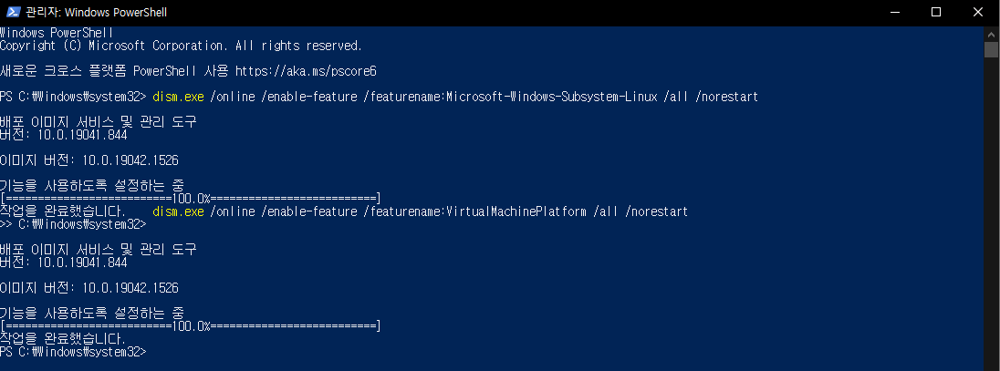 관리자: Windows PowerShell
Windows PowerShell
Copyright (C) Microsoft Corporation. All rights reserved.
새로운 크로스 플랫폼 PowerShell 사용 https://aka.ms/pscore6
PS C:₩Windows₩system32> dism.exe /online /enable-feature /featurename:Microsoft-Windows-Subsystem-Linux /all /norestart
배포 이미지 서비스 및 관리 도구
버전: 10.0.19041.844
이미지 버전: 10.0.19042.1526
기능을 사용하도록 설정하는 중
[==========================100.0%==========================]
작업을 완료했습니다. dism.exe /online /enable-feature /featurename:VirtualMachinePlatform /all /norestart
>> C:₩Windows₩system32>
배포 이미지 서비스 및 관리 도구
버전: 10.0.19041.844
이미지 버전: 10.0.19042.1526
기능을 사용하도록 설정하는 중
[==========================100.0%==========================]
작업을 완료했습니다.
PS C:₩Windows₩system32>